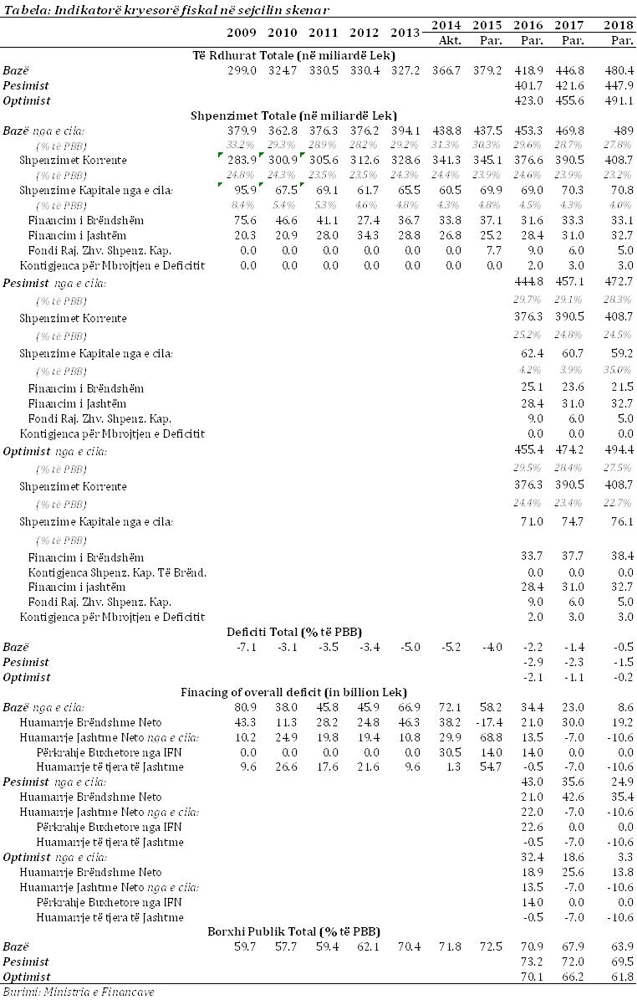 Tabela: Indikatorë kryesorë fiskal në sejcilin skenar
2009 2010 2011 2012 2013 2014 2015 2016 2017 2018
Akt. Par. Par. Par. Par.
Të Rdhurat Totale (në miliardë Lek)
Bazë 299.0 324.7 330.5 330.4 327.2 366.7 379.2 418.9 446.8 480.4
Pesimist 401.7 421.6 447.9
Optimist 423.0 455.6 491.1
Shpenzimet Totale (në miliardë Lek)
Bazë nga e cila: 379.9 362.8 376.3 376.2 394.1 438.8 437.5 453.3 469.8 489
(% të PBB) 33.2% 29.3% 28.9% 28.2% 29.2% 31.3% 30.3% 29.6% 28.7% 27.8%
Shpenzimet Korrente 283.9 300.9 305.6 312.6 328.6 341.3 345.1 376.6 390.5 408.7
(% të PBB) 24.8% 24.3% 23.5% 23.5% 24.3% 24.4% 23.9% 24.6% 23.9% 23.2%
Shpenzime Kapitale nga e cila: 95.9 67.5 69.1 61.7 65.5 60.5 69.9 69.0 70.3 70.8
(% të PBB) 8.4% 5.4% 5.3% 4.6% 4.8% 4.3% 4.8% 4.5% 4.3% 4.0%
Financim i Brëndshëm 75.6 46.6 41.1 27.4 36.7 33.8 37.1 31.6 33.3 33.1
Financim i Jashtëm 20.3 20.9 28.0 34.3 28.8 26.8 25.2 28.4 31.0 32.7
Fondi Raj. Zhv. Shpenz. Kap. 0.0 0.0 0.0 0.0 0.0 0.0 7.7 9.0 6.0 5.0
Kontigjenca për Mbrojtjen e Deficitit 0.0 0.0 0.0 0.0 0.0 0.0 0.0 2.0 3.0 3.0
Pesimist nga e cila: 444.8 457.1 472.7
(% të PBB) 29.7% 29.1% 28.3%
Shpenzimet Korrente 376.3 390.5 408.7
(% të PBB) 25.2% 24.8% 24.5%
Shpenzime Kapitale nga e cila: 62.4 60.7 59.2
(% të PBB) 4.2% 3.9% 35.0%
Financim i Brëndshëm 25.1 23.6 21.5
Financim i Jashtëm 28.4 31.0 32.7
Fondi Raj. Zhv. Shpenz. Kap. 9.0 6.0 5.0
Kontigjenca për Mbrojtjen e Deficitit 0.0 0.0 0.0
Optimist nga e cila: 455.4 474.2 494.4
(% të PBB) 29.5% 28.4% 27.5%
Shpenzimet Korrente 376.3 390.5 408.7
(% të PBB) 24.4% 23.4% 22.7%
Shpenzime Kapitale nga e cila: 71.0 74.7 76.1
(% të PBB)
Financim i Brëndshëm 33.7 37.7 38.4
Kontigjenca Shpenz. Kap. Të Brënd. 0.0 0.0 0.0
Financim i jashtëm 28.4 31.0 32.7
Fondi Raj. Zhv. Shpenz. Kap. 9.0 6.0 5.0
Kontigjenca për Mbrojtjen e Deficitit 2.0 3.0 3.0
Deficiti Total (% të PBB)
Bazë -7.1 -3.1 -3.5 -3.4 -5.0 -5.2 -4.0 -2.2 -1.4 -0.5
Pesimist -2.9 -2.3 -1.5
Optimist -2.1 -1.1 -0.2
Finacing of overall deficit (in billion Lek)
Bazë nga e cila: 80.9 38.0 45.8 45.9 66.9 72.1 58.2 34.4 23.0 8.6
Huamarrje Brëndshme Neto 43.3 11.3 28.2 24.8 46.3 38.2 -17.4 21.0 30.0 19.2
Huamarrje Jashtme Neto nga e cila: 10.2 24.9 19.8 19.4 10.8 29.9 68.8 13.5 -7.0 -10.6
Përkrahje Buxhetore nga IFN 0.0 0.0 0.0 0.0 0.0 30.5 14.0 14.0 0.0 0.0
Huamarrje të tjera të Jashtme 9.6 26.6 17.6 21.6 9.6 1.3 54.7 -0.5 -7.0 -10.6
Pesimist nga e cila: 43.0 35.6 24.9
Huamarrje Brëndshme Neto 21.0 42.6 35.4
Huamarrje Jashtme Neto nga e cila: 22.0 -7.0 -10.6
Përkrahje Buxhetore nga IFN 22.6 0.0 0.0
Huamarrje të tjera të Jashtme -0.5 -7.0 -10.6
Optimist nga e cila: 32.4 18.6 3.3
Huamarrje Brëndshme Neto 18.9 25.6 13.8
Huamarrje Jashtme Neto nga e cila: 13.5 -7.0 -10.6
Përkrahje Buxhetore nga IFN 14.0 0.0 0.0
Huamarrje të tjera të Jashtme -0.5 -7.0 -10.6
Borxhi Publik Total (% të PBB)
Bazë 59.7 57.7 59.4 62.1 70.4 71.8 72.5 70.9 67.9 63.9
Pesimist 73.2 72.0 69.5
Optimist 70.1 66.2 61.8
Burimi: Ministria e Financave